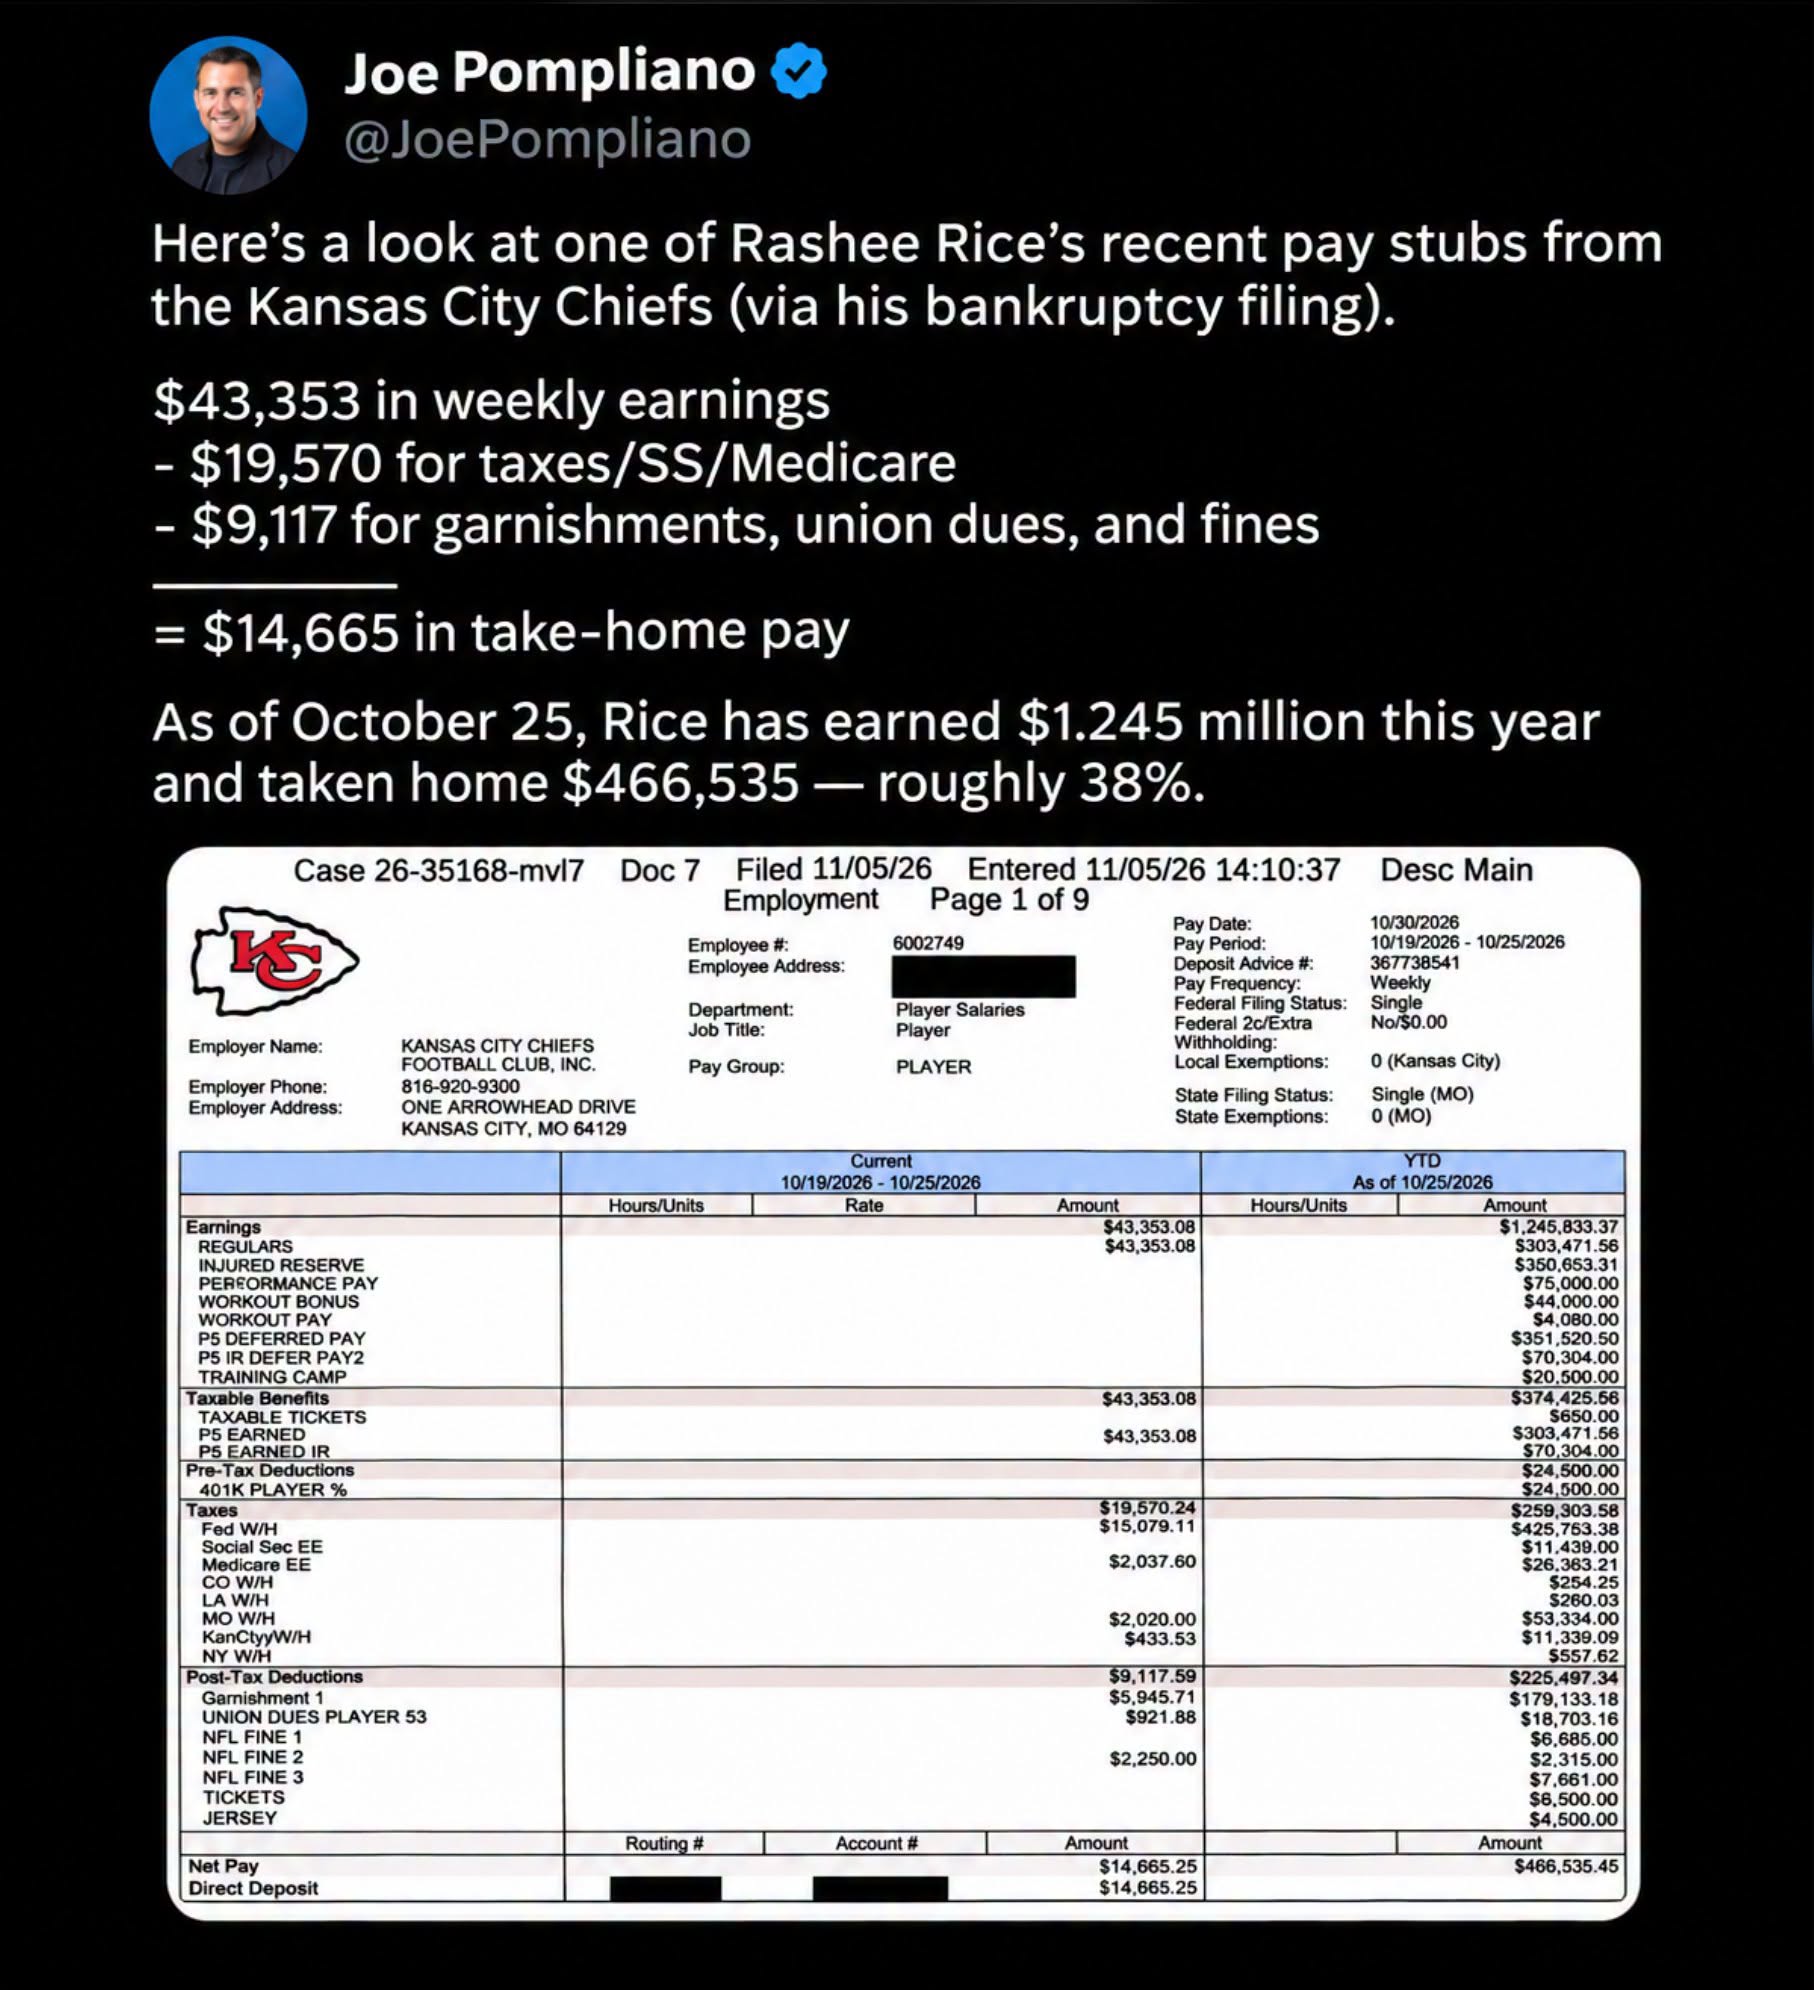 Joe Pompliano
@JoePompliano
Here’s a look at one of Rashee Rice’s recent pay stubs from
the Kansas City Chiefs (via his bankruptcy filing).
$43,353 in weekly earnings
- $19,570 for taxes/SS/Medicare
- $9,117 for garnishments, union dues, and fines
= $14,665 in take-home pay
As of October 25, Rice has earned $1.245 million this year
and taken home $466,535 — roughly 38%.
Case 26-35168-mvl7 Doc 7 Filed 11/05/26 Entered 11/05/26 14:10:37 Desc Main
Employment Page 1 of 9
KC
Employer Name: KANSAS CITY CHIEFS
FOOTBALL CLUB, INC.
Employer Phone: 816-920-9300
Employer Address: ONE ARROWHEAD DRIVE
KANSAS CITY, MO 64129
Employee #: 6002749
Employee Address:
Department: Player Salaries
Job Title: Player
Pay Group: PLAYER
Pay Date: 10/30/2026
Pay Period: 10/19/2026 - 10/25/2026
Deposit Advice #: 367738541
Pay Frequency: Weekly
Federal Filing Status: Single
Federal 2c/Extra No/$0.00
Withholding:
Local Exemptions: 0 (Kansas City)
State Filing Status: Single (MO)
State Exemptions: 0 (MO)
Current YTD
10/19/2026 - 10/25/2026 As of 10/25/2026
Hours/Units Rate Amount Hours/Units Amount
Earnings $43,353.08 $1,245,833.37
REGULARS $43,353.08 $303,471.56
INJURED RESERVE $350,653.31
PERFORMANCE PAY $75,000.00
WORKOUT BONUS $44,000.00
WORKOUT PAY $4,080.00
P5 DEFERRED PAY $351,520.50
P5 IR DEFER PAY2 $70,304.00
TRAINING CAMP $20,500.00
Taxable Benefits $43,353.08 $374,425.56
TAXABLE TICKETS $650.00
P5 EARNED $43,353.08 $303,471.56
P5 EARNED IR $70,304.00
Pre-Tax Deductions $24,500.00
401K PLAYER % $24,500.00
Taxes $19,570.24 $259,303.58
Fed W/H $15,079.11 $425,753.38
Social Sec EE $11,439.00
Medicare EE $2,037.60 $26,363.21
CO W/H $254.25
LA W/H $260.03
MO W/H $2,020.00 $53,334.00
KanCtyyW/H $433.53 $11,339.09
NY W/H $557.62
Post-Tax Deductions $9,117.59 $225,497.34
Garnishment 1 $5,945.71 $179,133.18
UNION DUES PLAYER 53 $921.88 $18,703.16
NFL FINE 1 $6,685.00
NFL FINE 2 $2,250.00 $2,315.00
NFL FINE 3 $7,661.00
TICKETS $6,500.00
JERSEY $4,500.00
Routing # Account # Amount Amount
Net Pay $14,665.25 $466,535.45
Direct Deposit $14,665.25